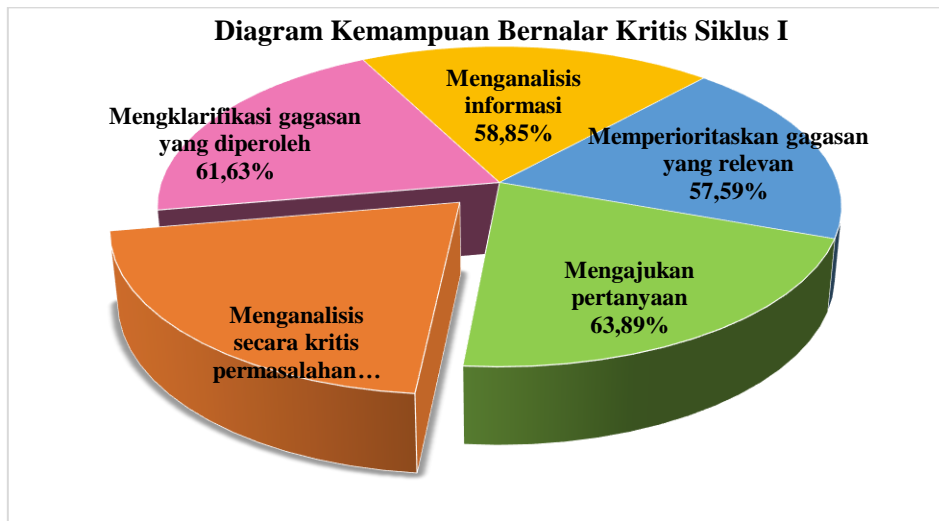 Diagram Kemampuan Bernalar Kritis Siklus I
Menganalisis
informasi
58,85%
Mengklarifikasi gagasan
yang diperoleh
61,63%
Memperioritaskan gagasan
yang relevan
57,59%
Mengajukan
pertanyaan
63,89%
Menganalisis
secara kritis
permasalahan…